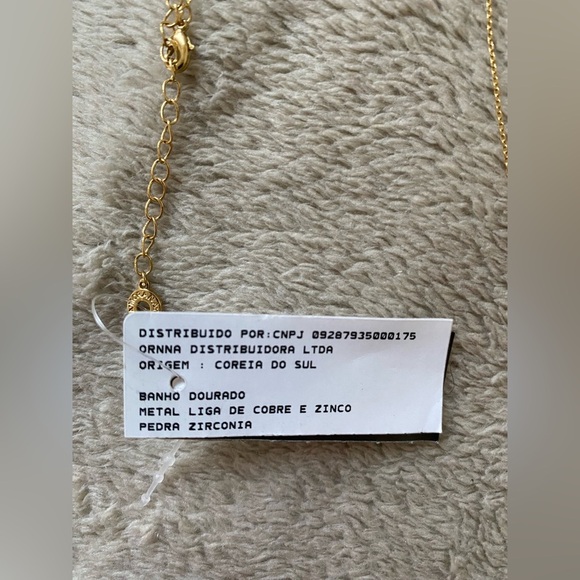 DISTRIBUIDO POR:CNPJ 09287935000175
ORNNA DISTRIBUIDORA LTDA
ORIGEM : COREIA DO SUL
BANHO DOURADO
METAL LIGA DE COBRE E ZINCO
PEDRA ZIRCONIA